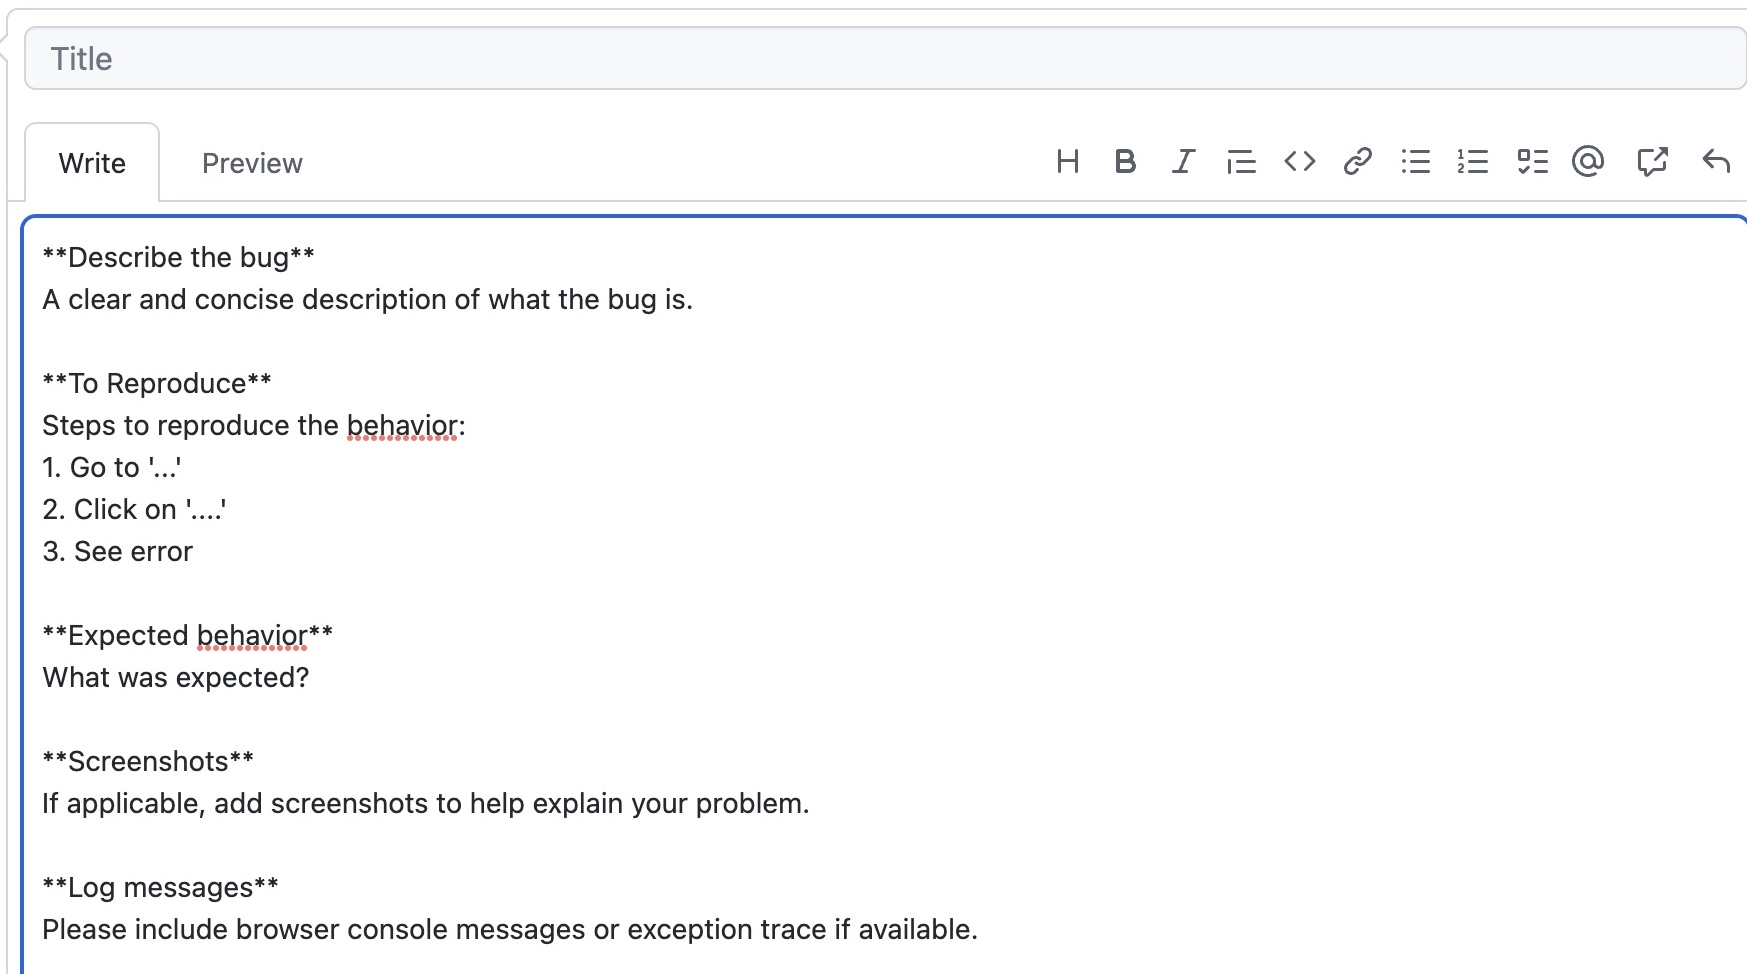 Title
Write
Preview
**Describe the bug**
A clear and concise description of what the bug is.
**To Reproduce**
Steps to reproduce the behavior:
1. Go to '...'
2. Click on '....'
3. See error
**Expected behavior**
What was expected?
**Screenshots**
If applicable, add screenshots to help explain your problem.
**Log messages**
Please include browser console messages or exception trace if available.